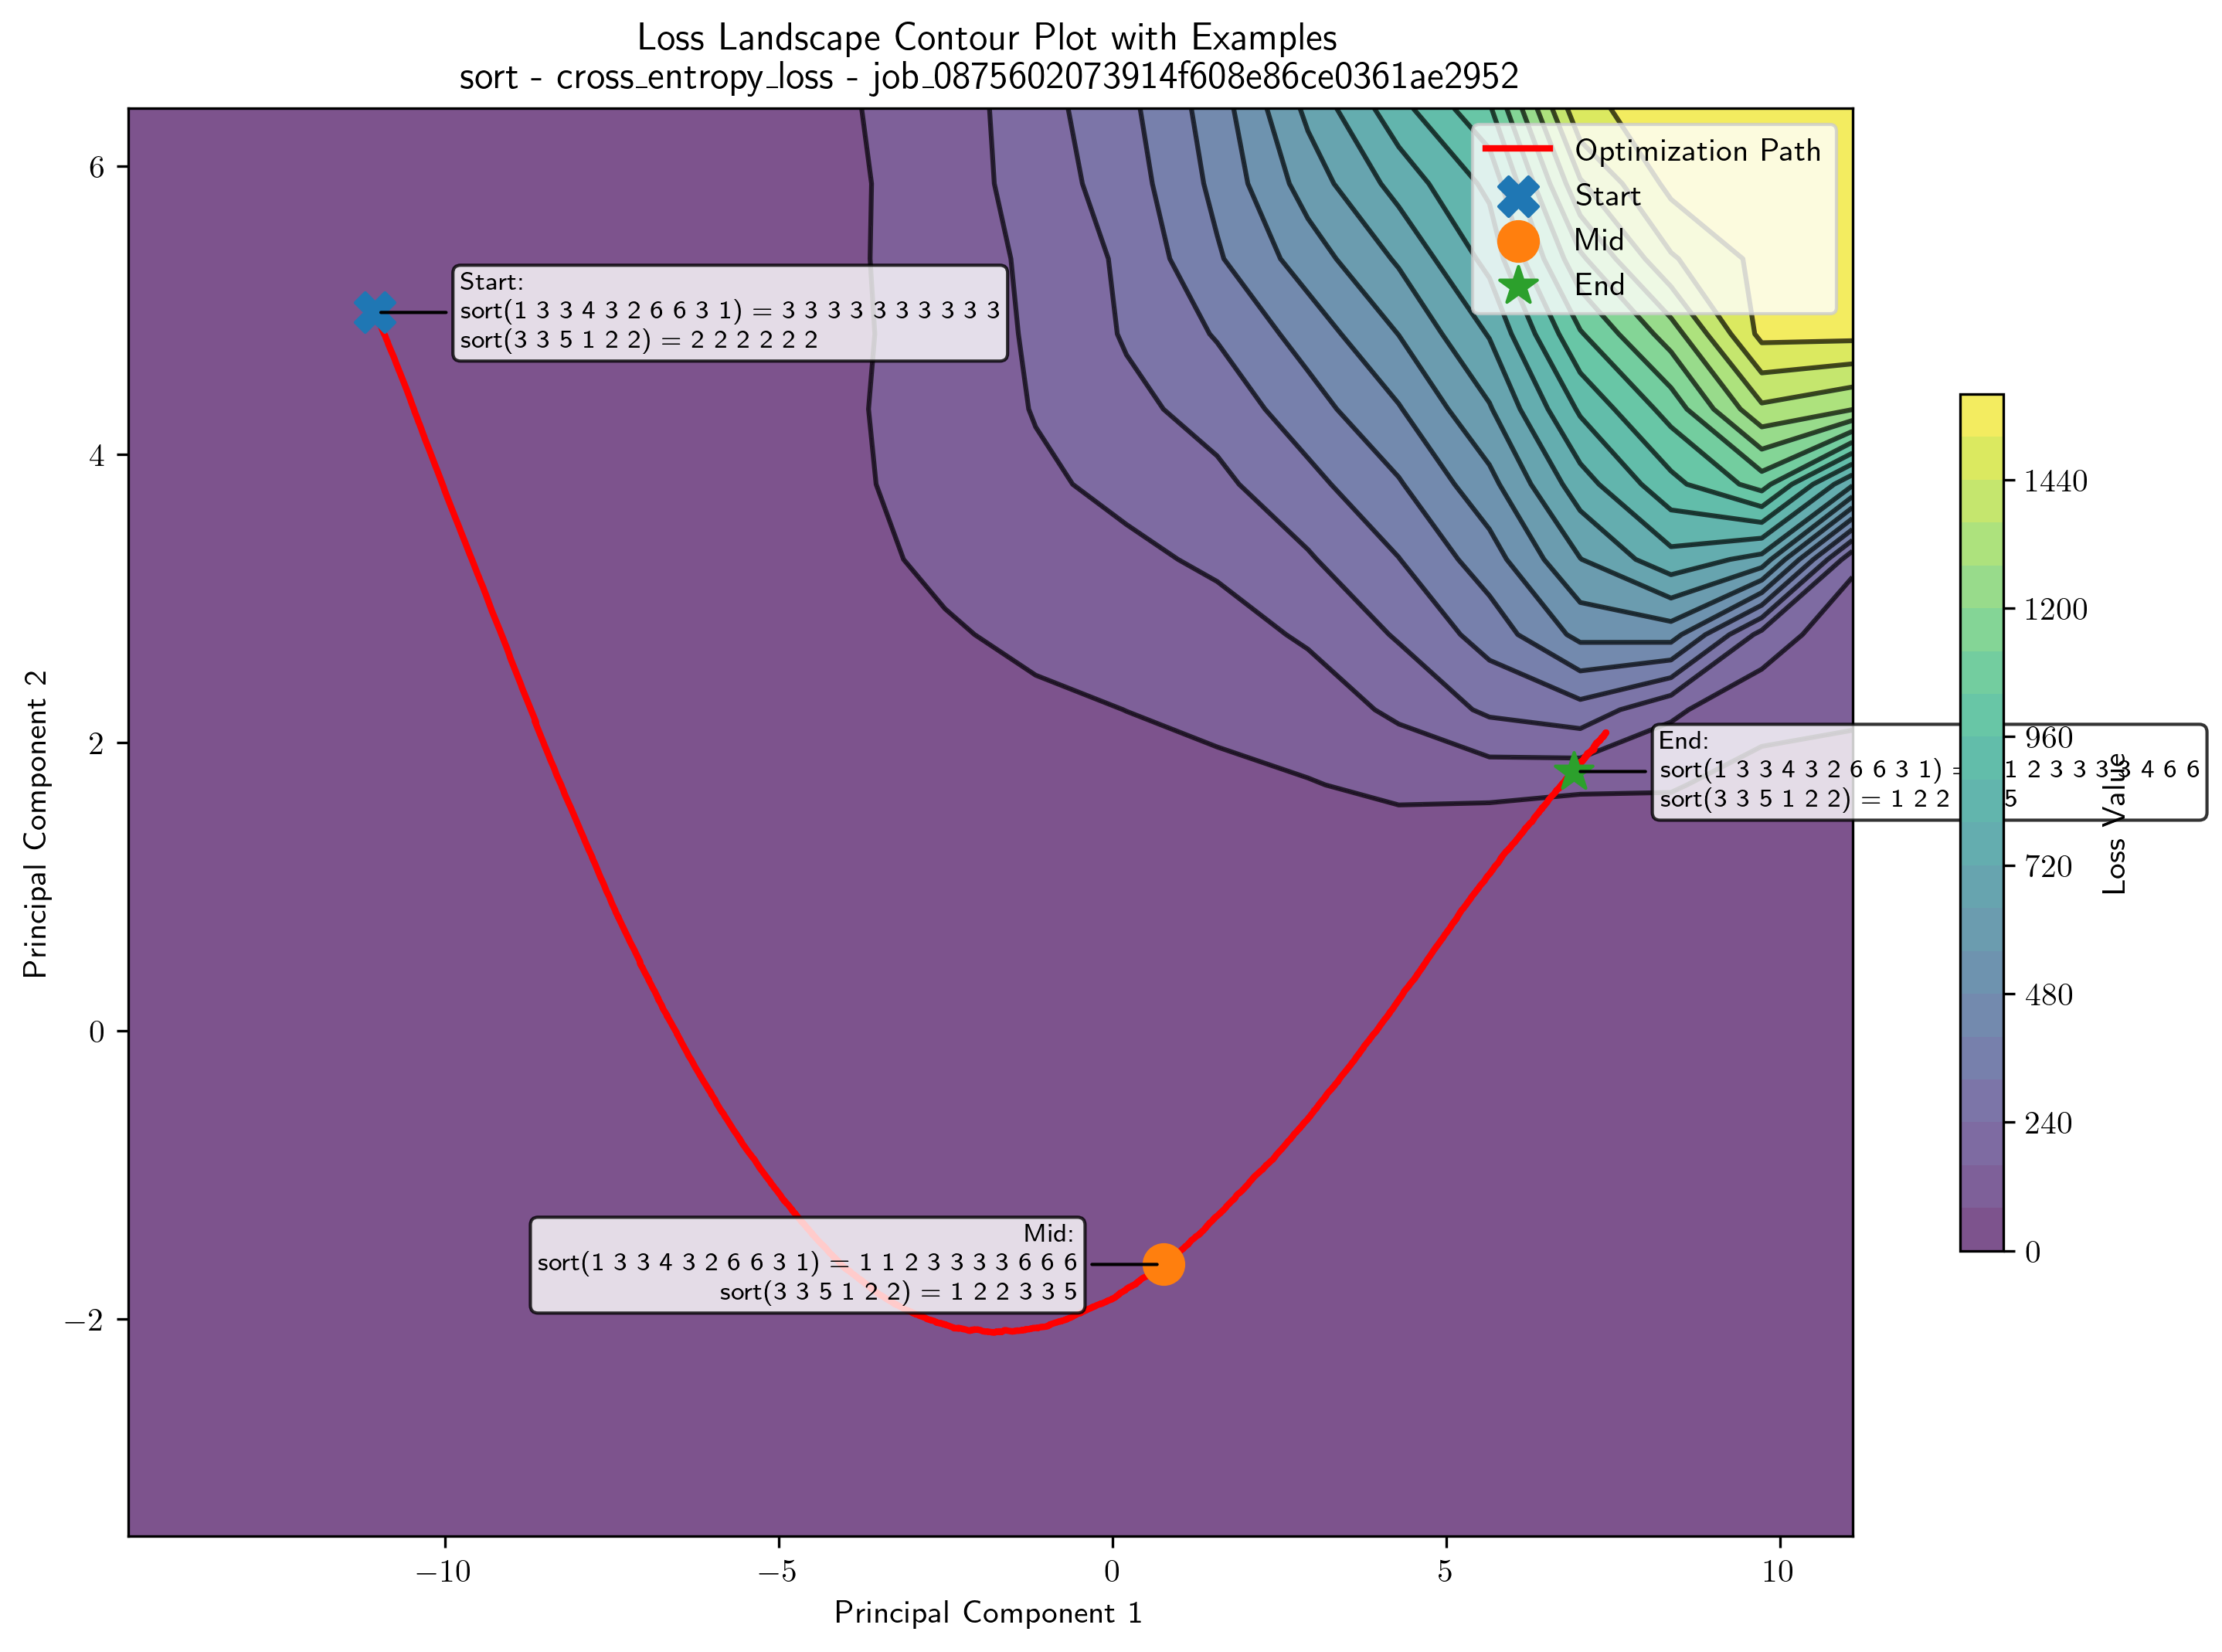 Loss Landscape Contour Plot with Examples
sort - cross_entropy_loss - job_0875602073914f608e86ce0361ae2952
Optimization Path
Start
Mid
End
Start:
sort(1 3 3 4 3 2 6 6 3 1) = 3 3 3 3 3 3 3 3 3 3
sort(3 3 5 1 2 2) = 2 2 2 2 2 2
End:
sort(1 3 3 4 3 2 6 6 3 1) = 1 2 3 3 3 3 4 6 6
sort(3 3 5 1 2 2) = 1 2 2 5
Mid:
sort(1 3 3 4 3 2 6 6 3 1) = 1 1 2 3 3 3 3 6 6 6
sort(3 3 5 1 2 2) = 1 2 2 3 3 5
6
4
2
0
−2
Principal Component 2
−10
−5
0
5
10
Principal Component 1
1440
1200
960
720
480
240
0
Loss Value